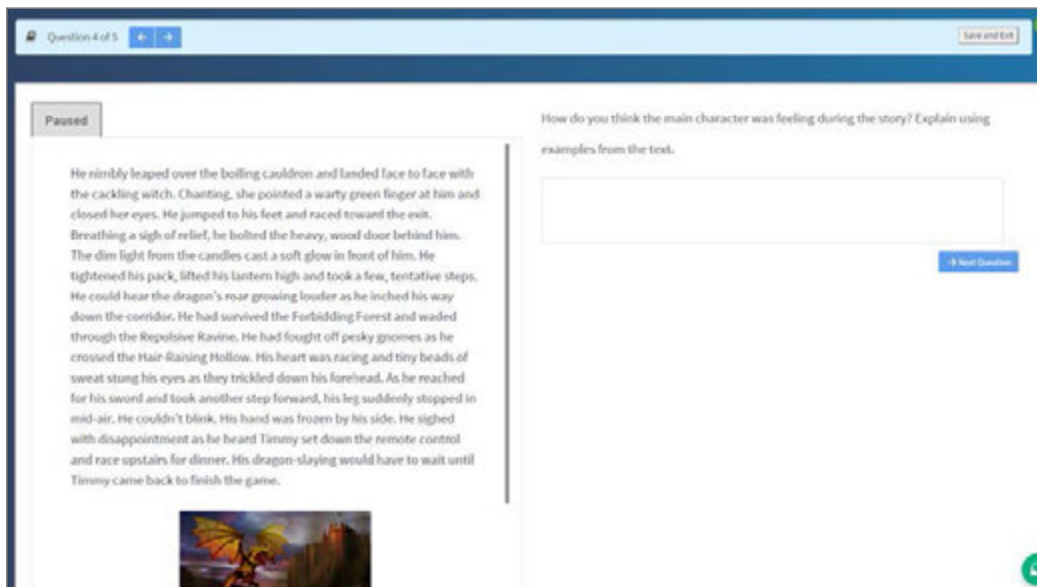 Question 4 of 5
Save and Exit
Paused
He nimbly leaped over the boiling cauldron and landed face to face with
the cackling witch. Chanting, she pointed a warty green finger at him and
closed her eyes. He jumped to his feet and raced toward the exit.
Breathing a sigh of relief, he bolted the heavy, wood door behind him.
The dim light from the candles cast a soft glow in front of him. He
tightened his pack, lifted his lantern high and took a few, tentative steps.
He could hear the dragon's roar growing louder as he inched his way
down the corridor. He had survived the Forbidding Forest and waded
through the Repulsive Ravine. He had fought off pesky gnomes as he
crossed the Hair-Raising Hollow. His heart was racing and tiny beads of
sweat stung his eyes as they trickled down his forehead. As he reached
for his sword and took another step forward, his leg suddenly stopped in
mid-air. He couldn't blink. His hand was frozen by his side. He sighed
with disappointment as he heard Timmy set down the remote control
and race upstairs for dinner. His dragon-slaying would have to wait until
Timmy came back to finish the game.
How do you think the main character was feeling during the story? Explain using
examples from the text.
→ Next Question